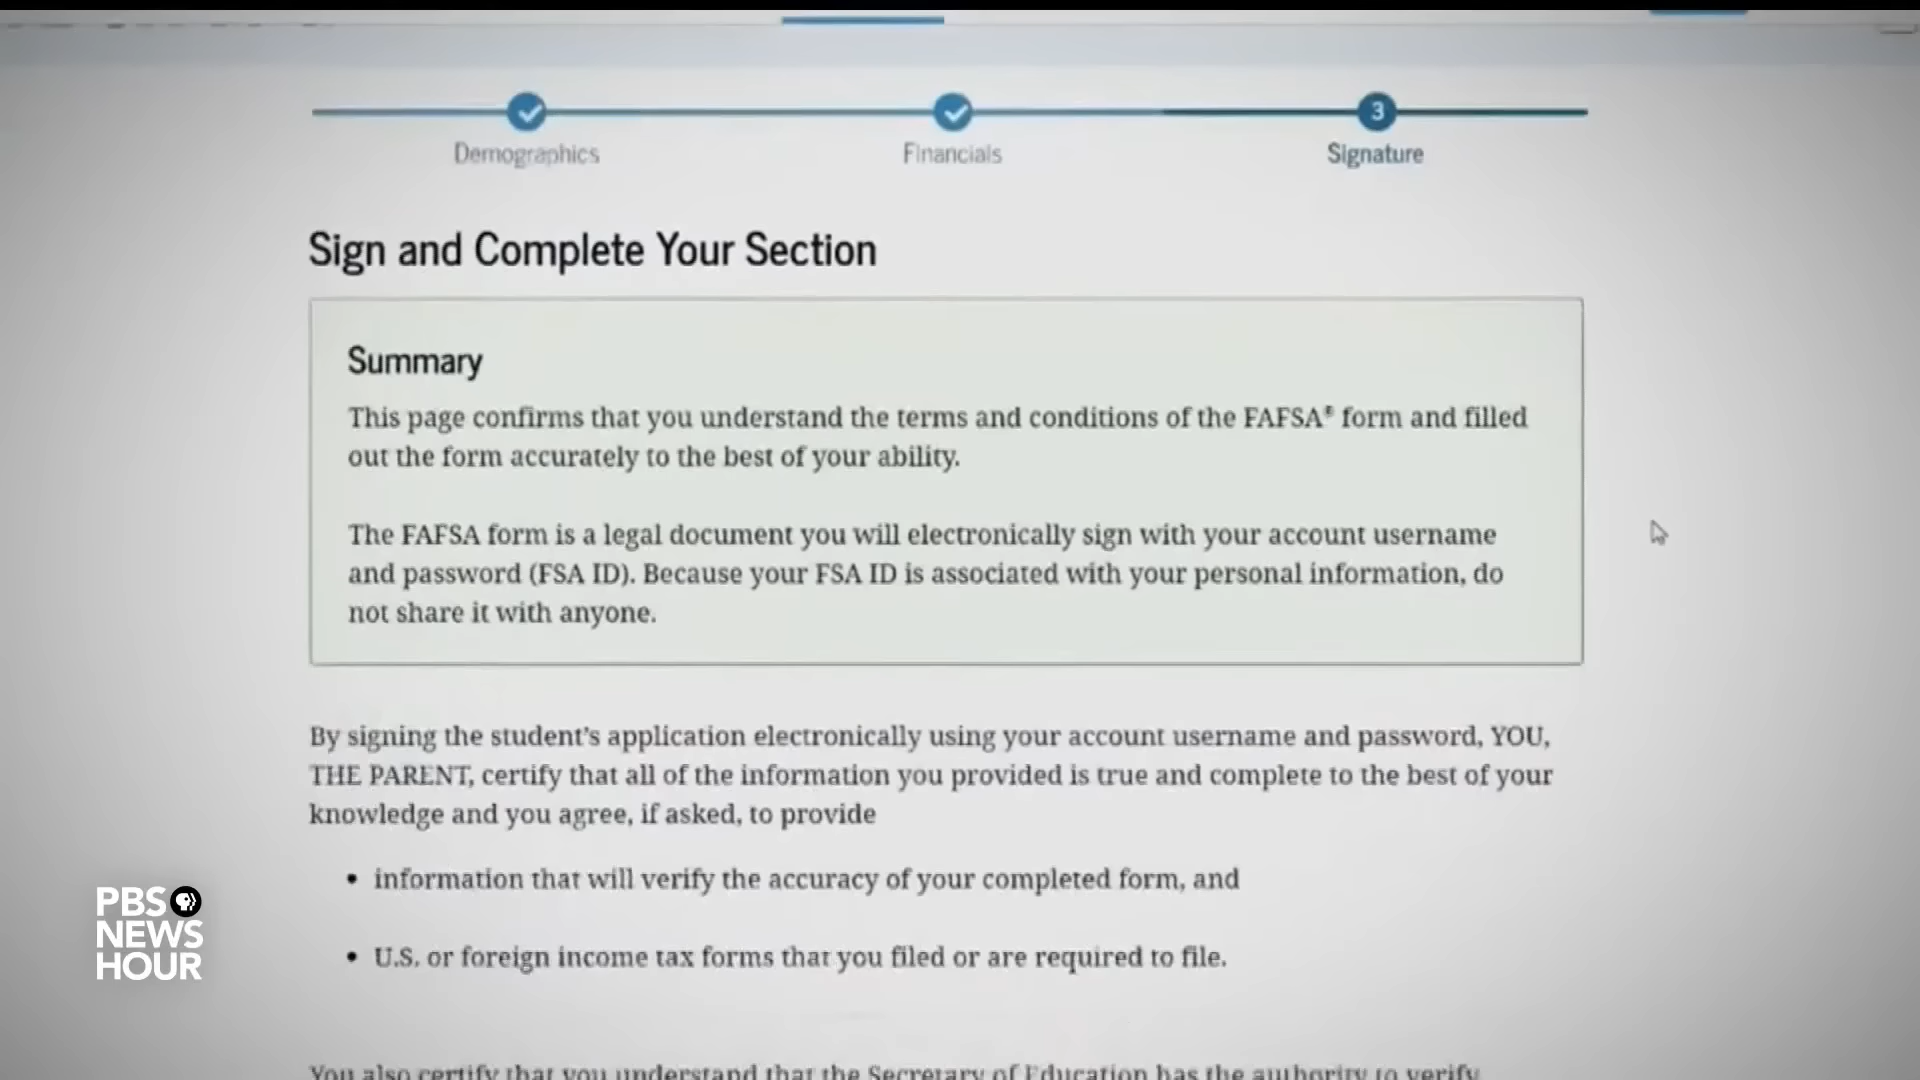 Demographics
Financials
3
Signature
Sign and Complete Your Section
Summary
This page confirms that you understand the terms and conditions of the FAFSA® form and filled
out the form accurately to the best of your ability.
The FAFSA form is a legal document you will electronically sign with your account username
and password (FSA ID). Because your FSA ID is associated with your personal information, do
not share it with anyone.
By signing the student's application electronically using your account username and password, YOU,
THE PARENT, certify that all of the information you provided is true and complete to the best of your
knowledge and you agree, if asked, to provide
• information that will verify the accuracy of your completed form, and
• U.S. or foreign income tax forms that you filed or are required to file.
You also certify that you understand that the Secretary of Education has the authority to verify
PBS
NEWS
HOUR